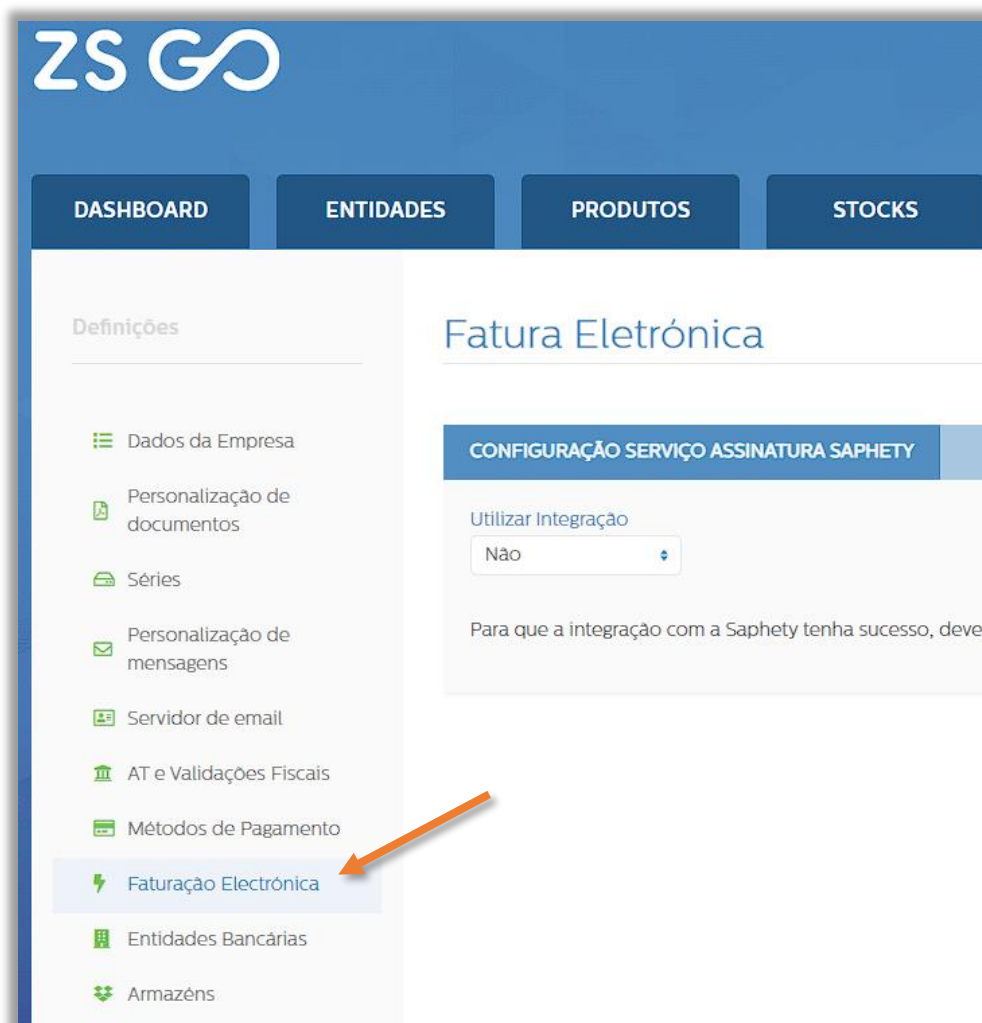 ZS GO
DASHBOARD
ENTIDADES
PRODUTOS
STOCKS
Definições
Dados da Empresa
Personalização de
documentos
Séries
Personalização de
mensagens
Servidor de email
AT e Validações Fiscais
Métodos de Pagamento
Faturação Electrónica
Entidades Bancárias
Armazéns
Fatura Eletrónica
CONFIGURAÇÃO SERVIÇO ASSINATURA SAPHETY
Utilizar Integração
Não
Para que a integração com a Saphety tenha sucesso, deve